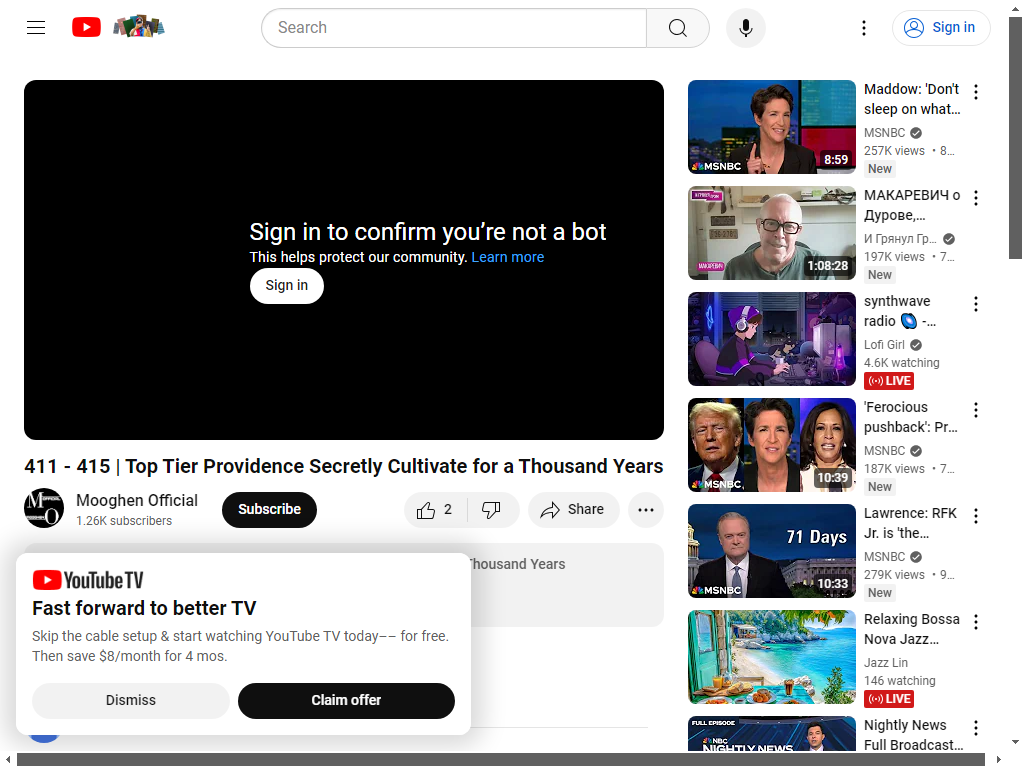 Search
Sign in
Sign in to confirm you’re not a bot
This helps protect our community. Learn more
Sign in
411 - 415 | Top Tier Providence Secretly Cultivate for a Thousand Years
Mooghen Official
1.26K subscribers
Subscribe
2
Share
Thousand Years
YouTube TV
Fast forward to better TV
Skip the cable setup & start watching YouTube TV today–– for free.
Then save $8/month for 4 mos.
Dismiss
Claim offer
MSNBC
8:59
Maddow: 'Don't
sleep on what…
MSNBC
257K views • 8…
New
МАКАРЕВИЧ
1:08:28
МАКАРЕВИЧ о
Дурове,…
И Грянул Гр…
197K views • 7…
New
synthwave
radio 🌌 -…
Lofi Girl
4.6K watching
LIVE
MSNBC
10:39
'Ferocious
pushback': Pr…
MSNBC
187K views • 7…
New
71 Days
MSNBC
10:33
Lawrence: RFK
Jr. is 'the…
MSNBC
279K views • 9…
New
Relaxing Bossa
Nova Jazz…
Jazz Lin
146 watching
LIVE
FULL EPISODE
NBC
NIGHTLY NEWS
Nightly News
Full Broadcast…